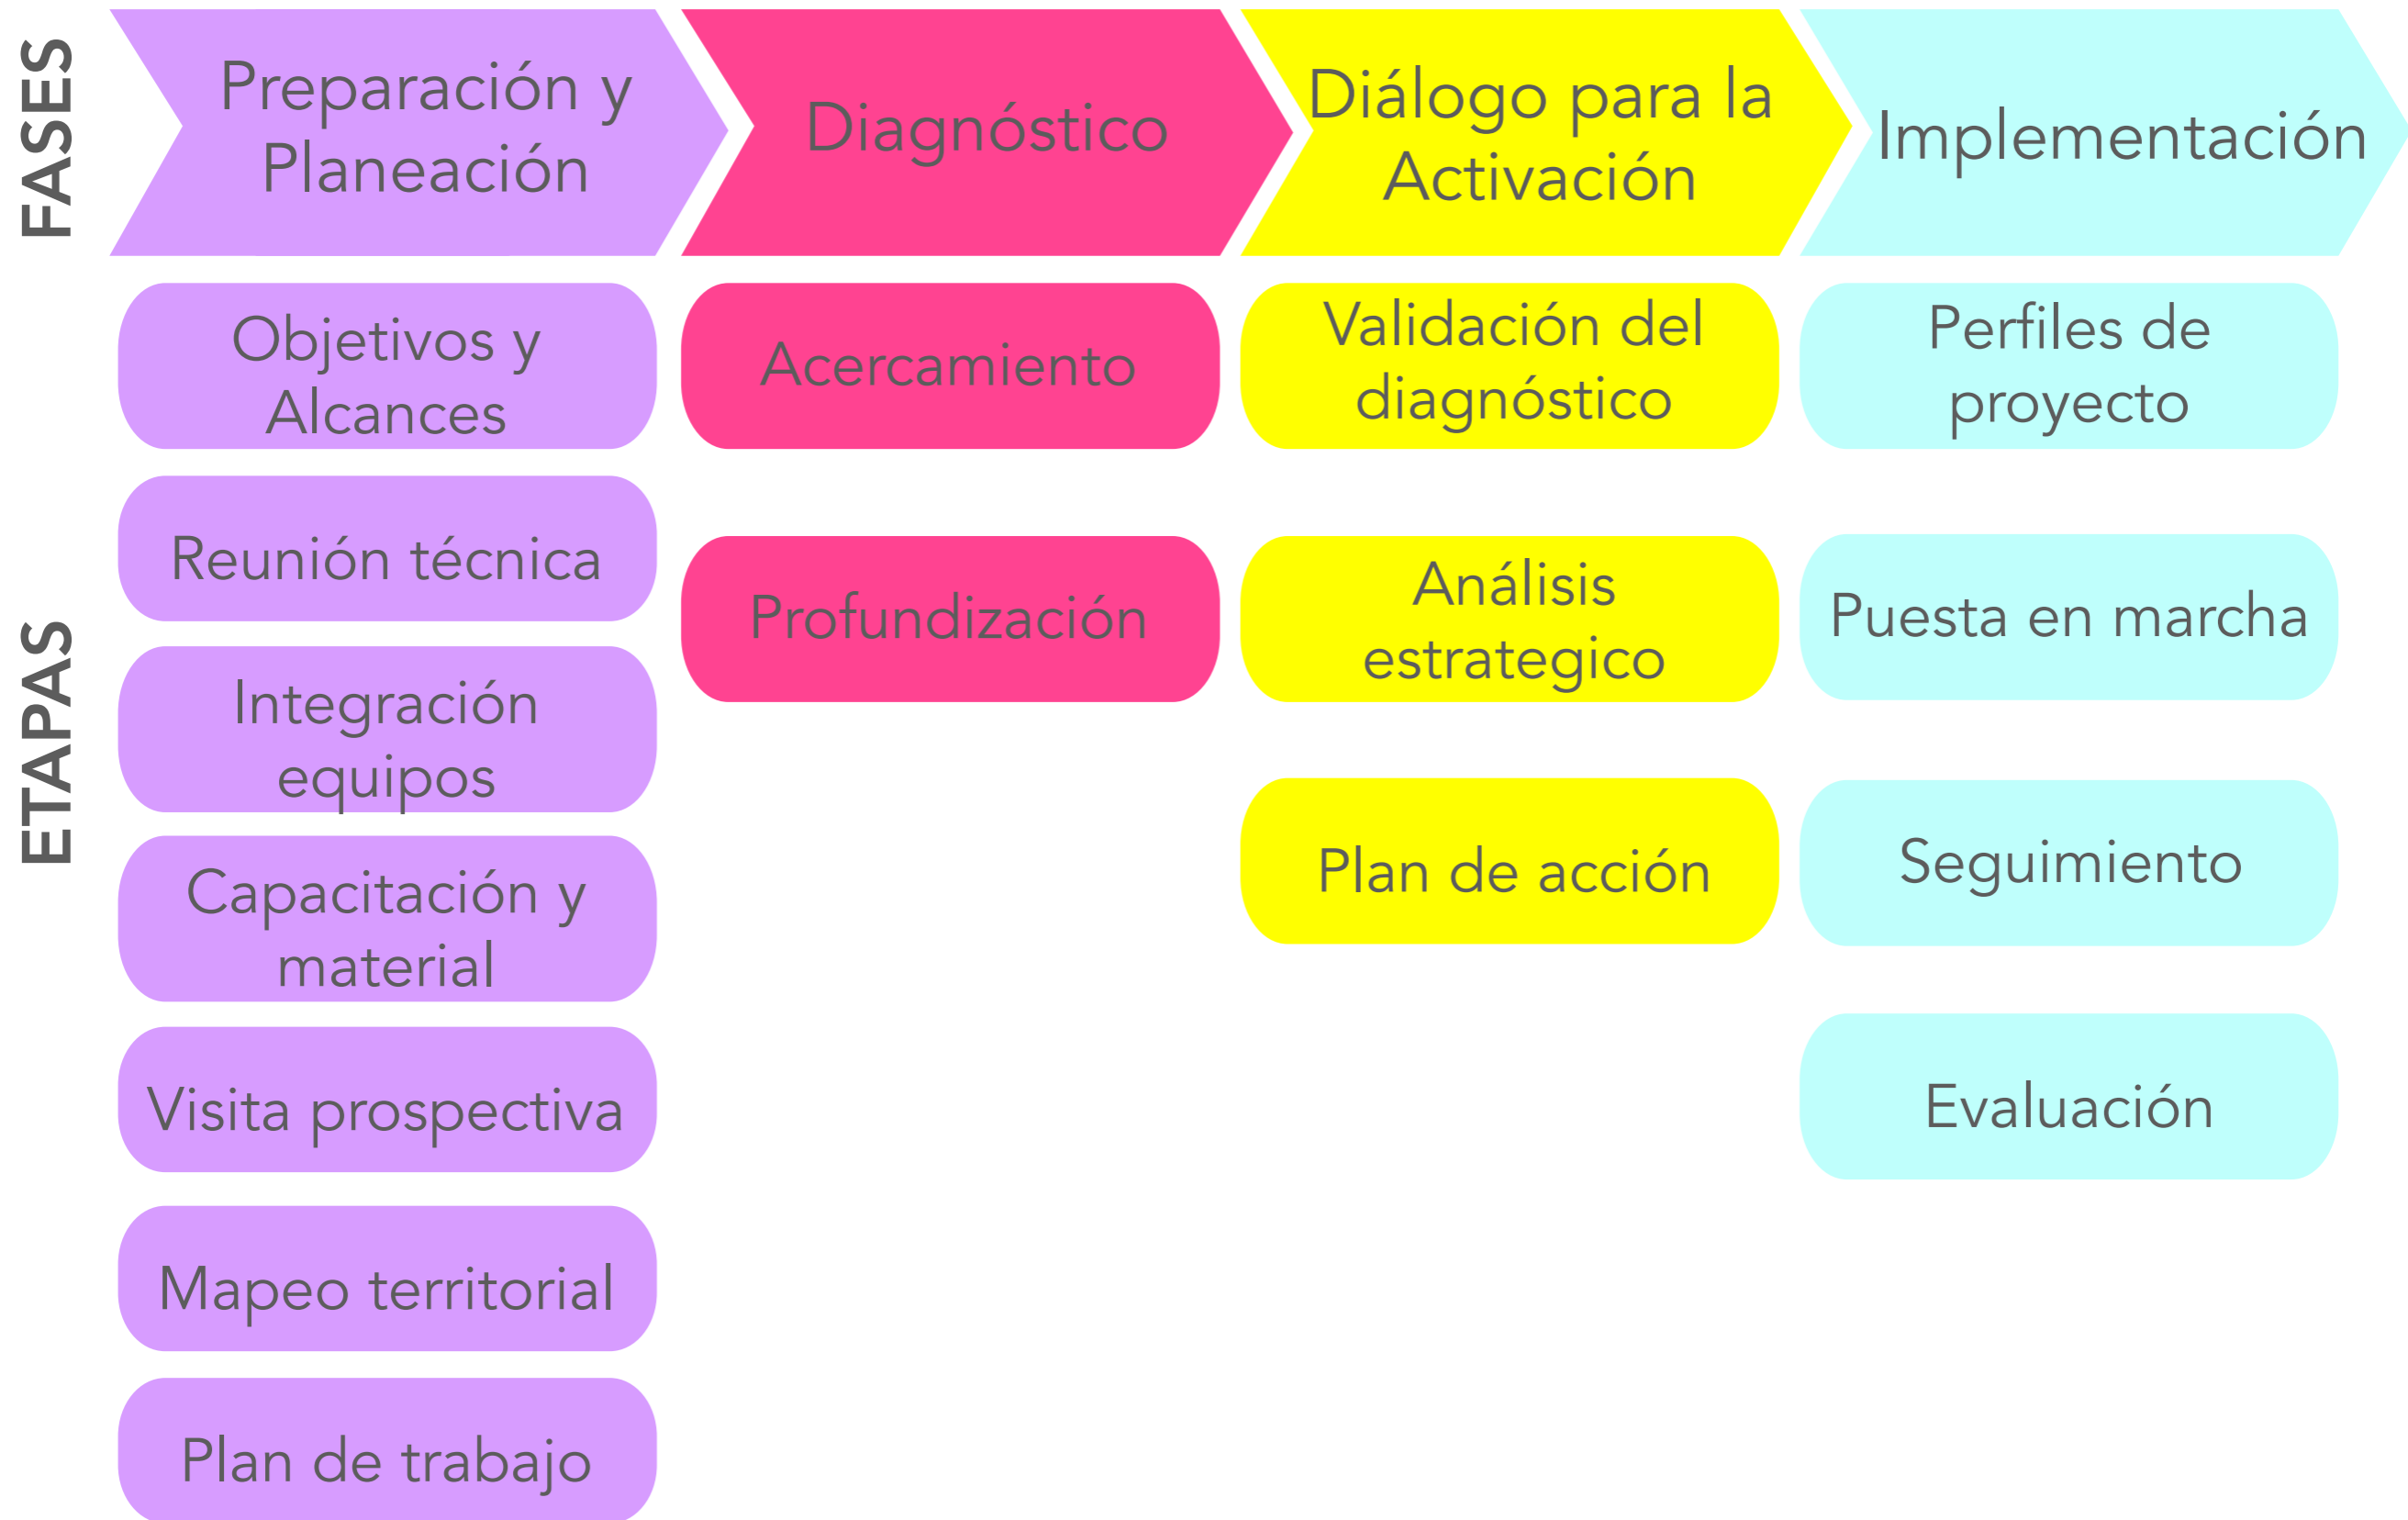 FASES
Preparación y
Planeación
Diagnóstico
Diálogo para la
Activación
Implementación
ETAPAS
Objetivos y
Alcances
Reunión técnica
Integración
equipos
Capacitación y
material
Visita prospectiva
Mapeo territorial
Plan de trabajo
Acercamiento
Profundización
Validación del
diagnóstico
Análisis
estrategico
Plan de acción
Perfiles de
proyecto
Puesta en marcha
Seguimiento
Evaluación